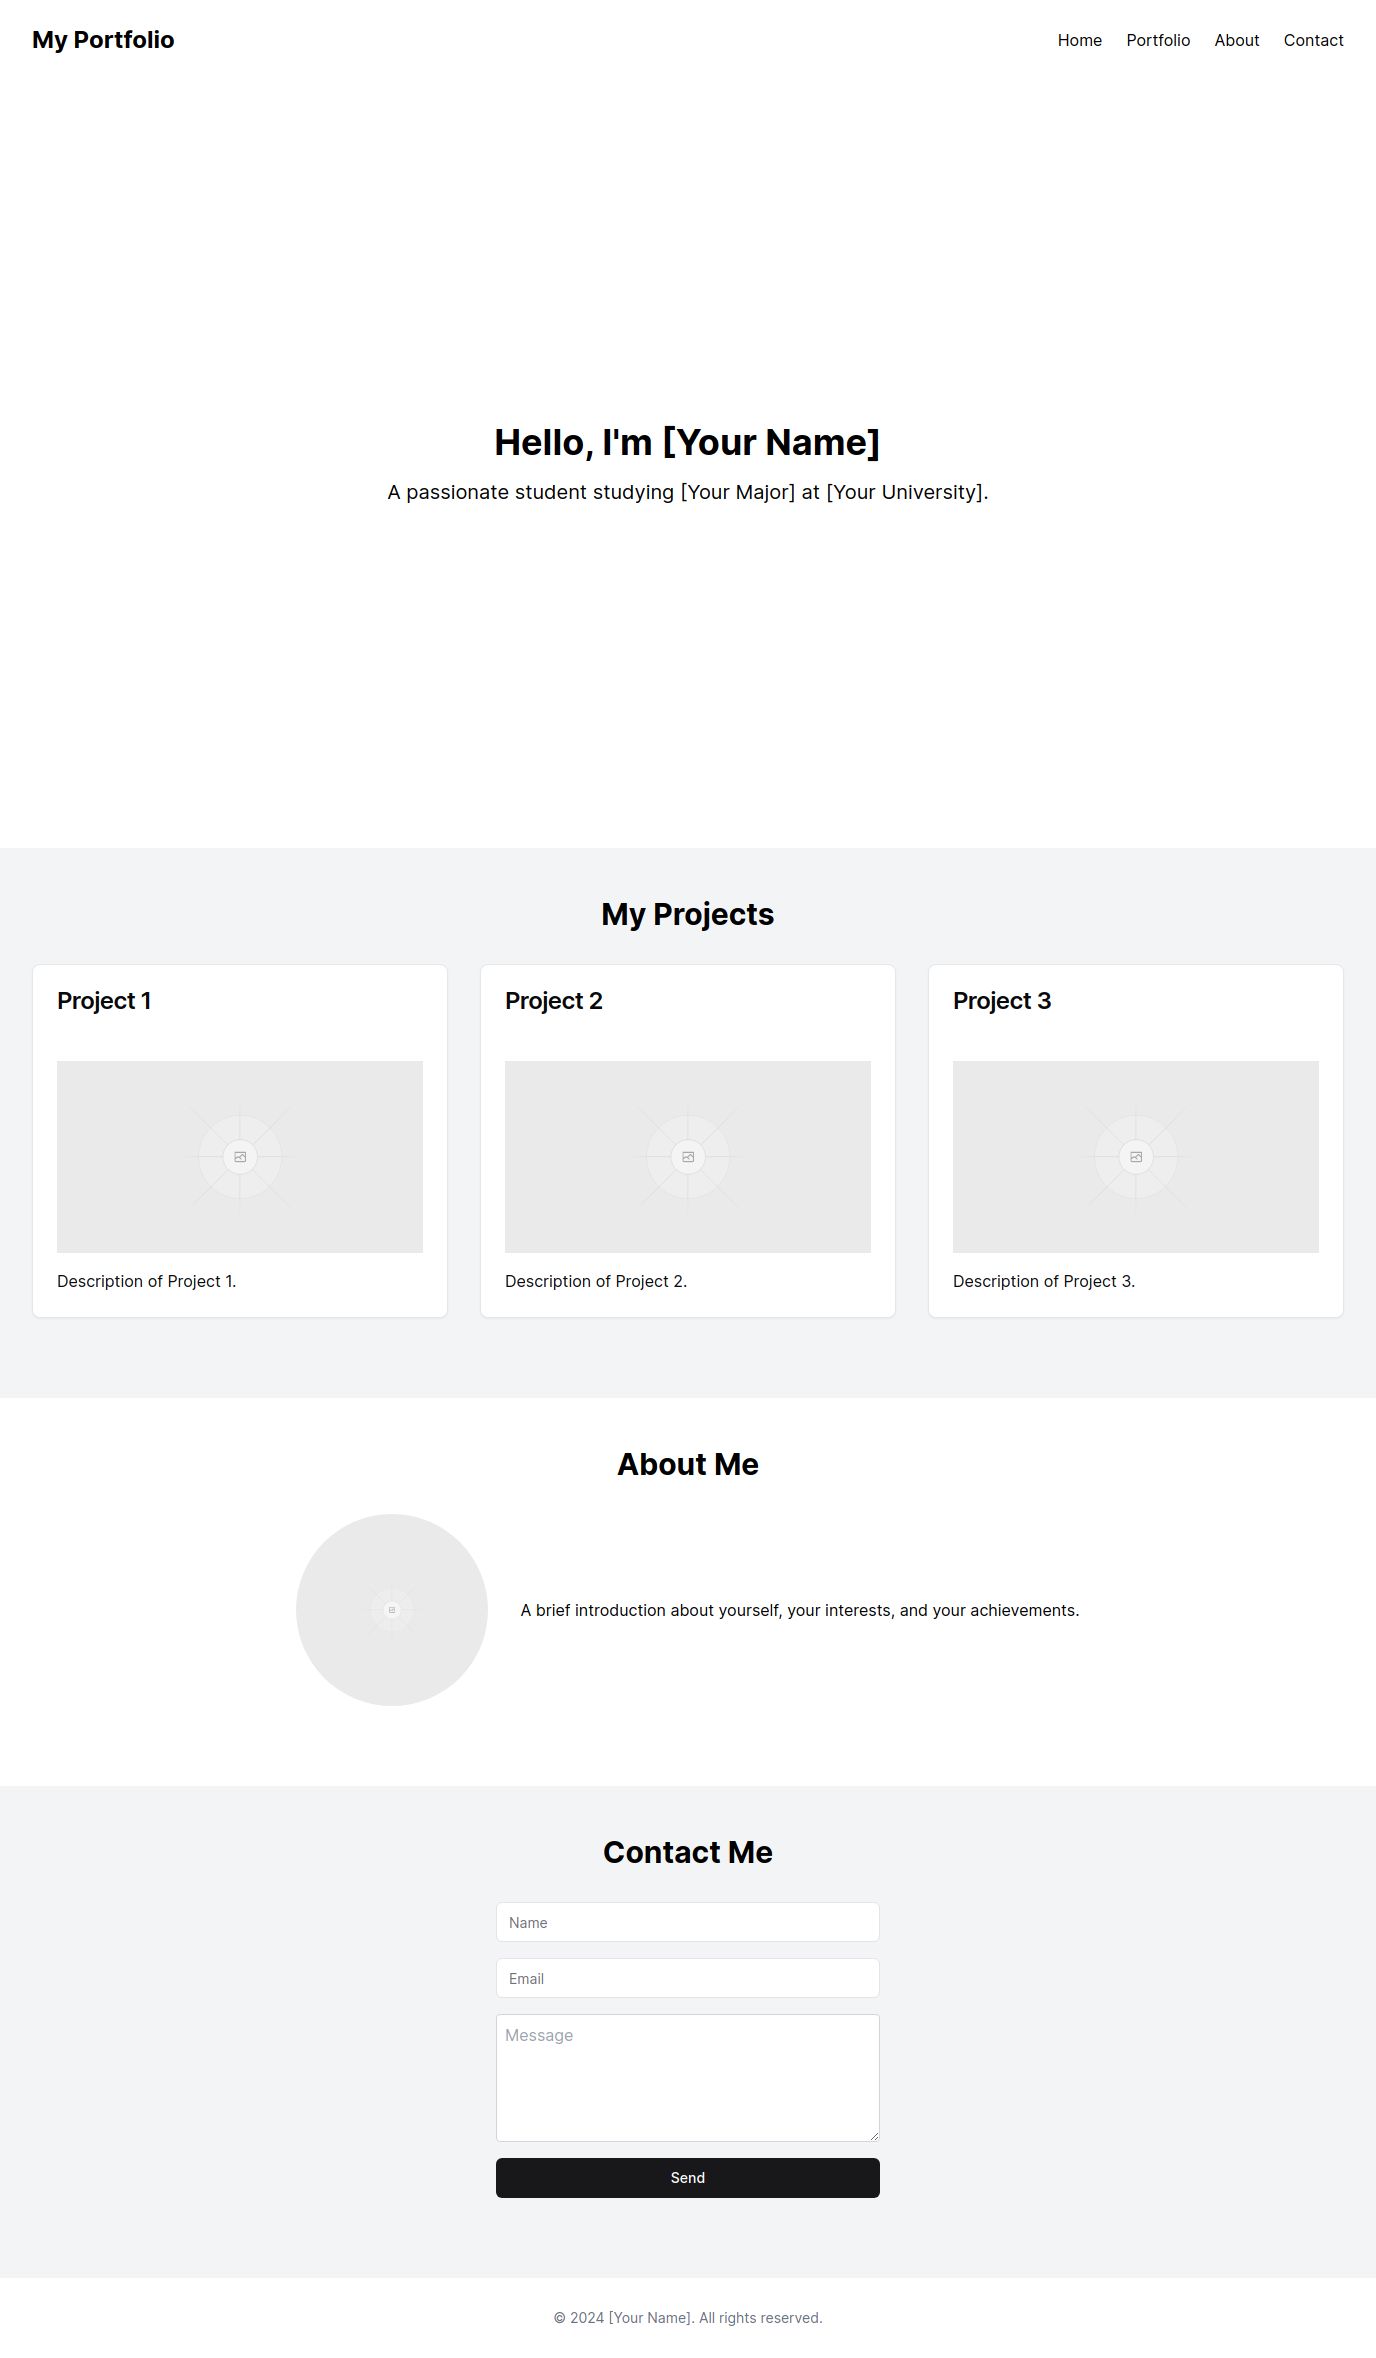 My Portfolio
Home Portfolio About Contact
Hello, I'm [Your Name]
A passionate student studying [Your Major] at [Your University].
My Projects
Project 1
Description of Project 1.
Project 2
Description of Project 2.
Project 3
Description of Project 3.
About Me
A brief introduction about yourself, your interests, and your achievements.
Contact Me
Name
Email
Message
Send
© 2024 [Your Name]. All rights reserved.